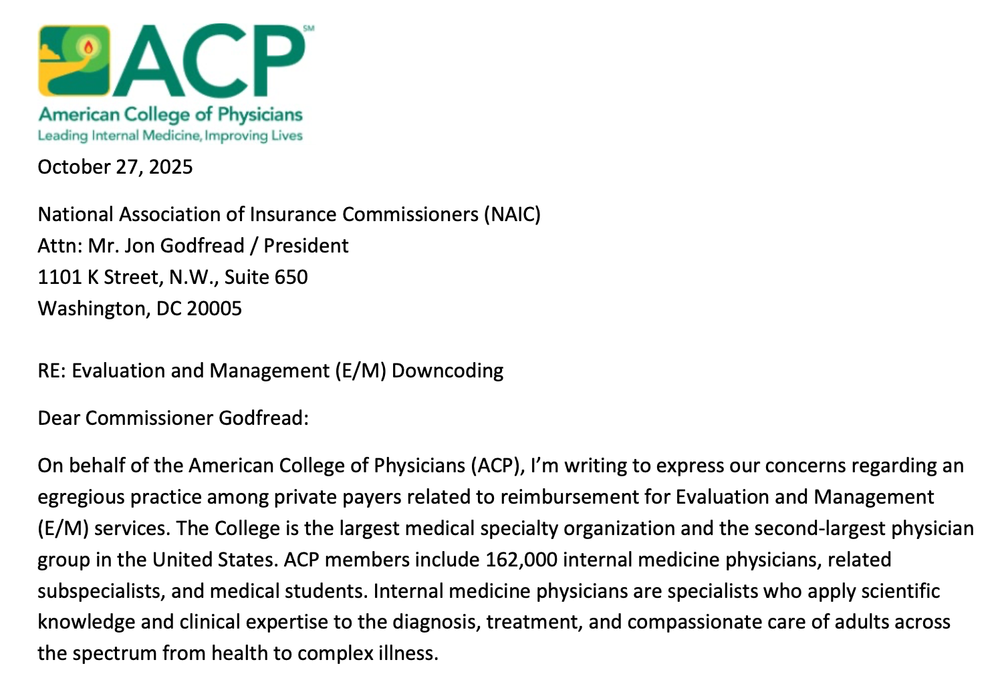 ACP SM
American College of Physicians
Leading Internal Medicine, Improving Lives
October 27, 2025
National Association of Insurance Commissioners (NAIC)
Attn: Mr. Jon Godfread / President
1101 K Street, N.W., Suite 650
Washington, DC 20005
RE: Evaluation and Management (E/M) Downcoding
Dear Commissioner Godfread:
On behalf of the American College of Physicians (ACP), I’m writing to express our concerns regarding an
egregious practice among private payers related to reimbursement for Evaluation and Management
(E/M) services. The College is the largest medical specialty organization and the second-largest physician
group in the United States. ACP members include 162,000 internal medicine physicians, related
subspecialists, and medical students. Internal medicine physicians are specialists who apply scientific
knowledge and clinical expertise to the diagnosis, treatment, and compassionate care of adults across
the spectrum from health to complex illness.